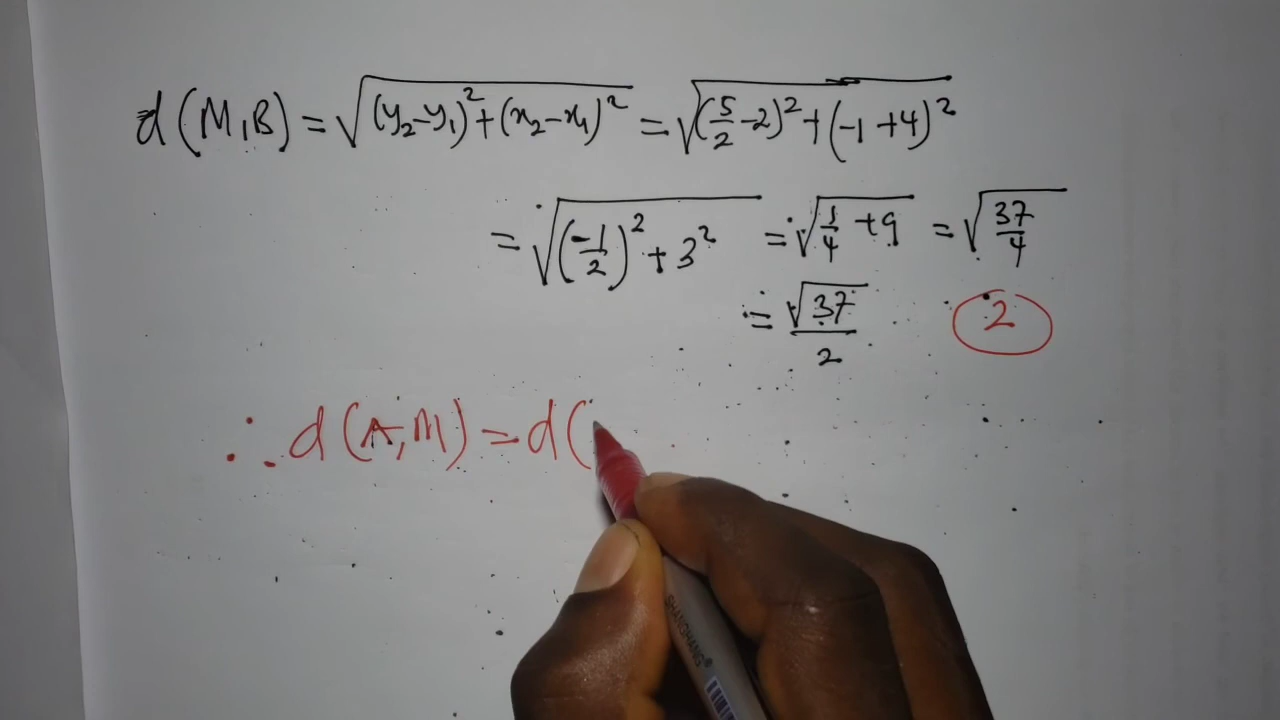 d(M,B) = √((y₂-y₁)²+(x₂-x₁)²) = √((5/2-2)²+(-1+4)²)
= √((-1/2)²+3²) = √(1/4+9) = √(37/4)
= √37/2 2
∴ d(A,M) = d(
SHANGHANG®